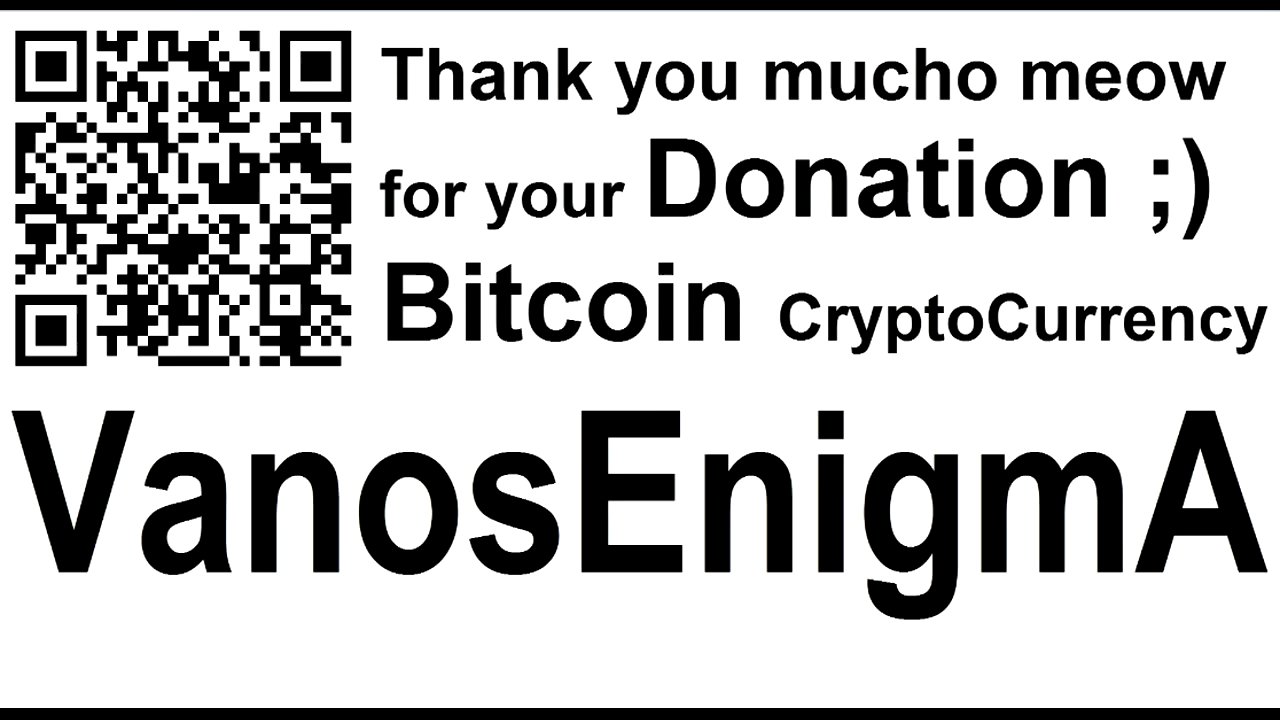 Thank you mucho meow
for your Donation ;)
Bitcoin CryptoCurrency
VanosEnigmA